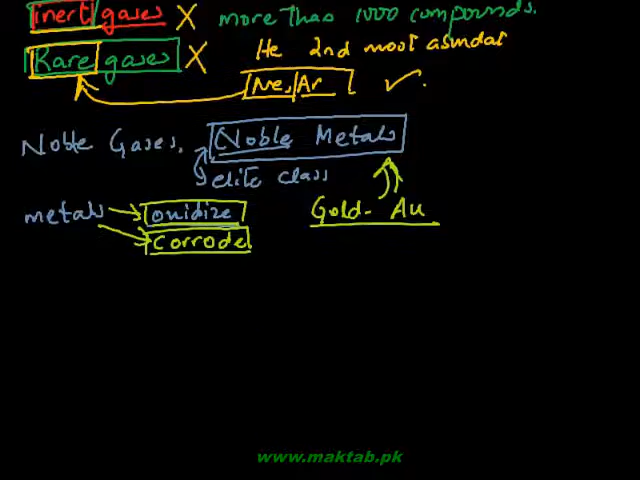 inert gases X more than 1000 compounds.
Rare gases X He 2nd most
Ne, Ar ✓.
Noble Gases. Noble Metals
elite class
metals oxidize Gold - Au
corrode
www.maktab.pk